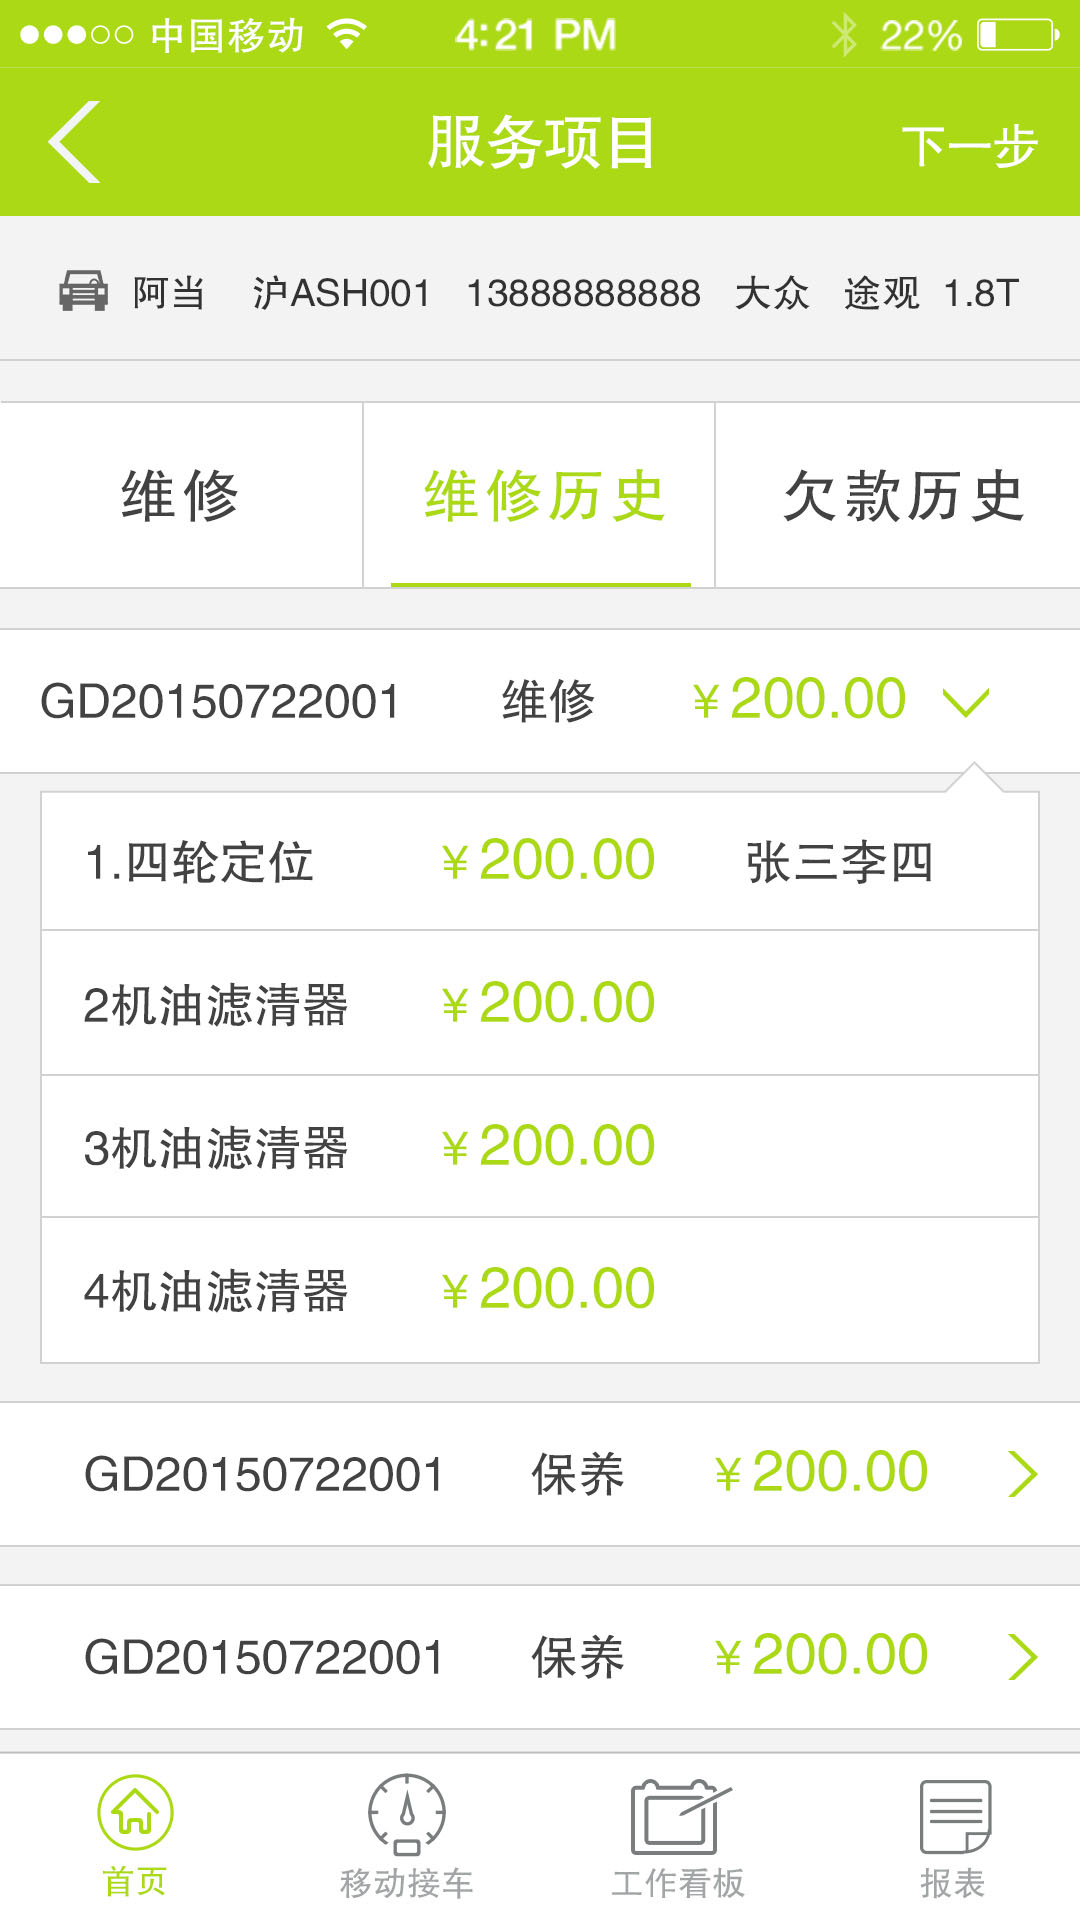 中国移动 4:21 PM 22%
服务项目 下一步
阿当 沪ASH001 13888888888 大众 途观 1.8T
维修 维修历史 欠款历史
GD20150722001 维修 ¥200.00
1.四轮定位 ¥200.00 张三李四
2机油滤清器 ¥200.00
3机油滤清器 ¥200.00
4机油滤清器 ¥200.00
GD20150722001 保养 ¥200.00
GD20150722001 保养 ¥200.00
首页 移动接车 工作看板 报表